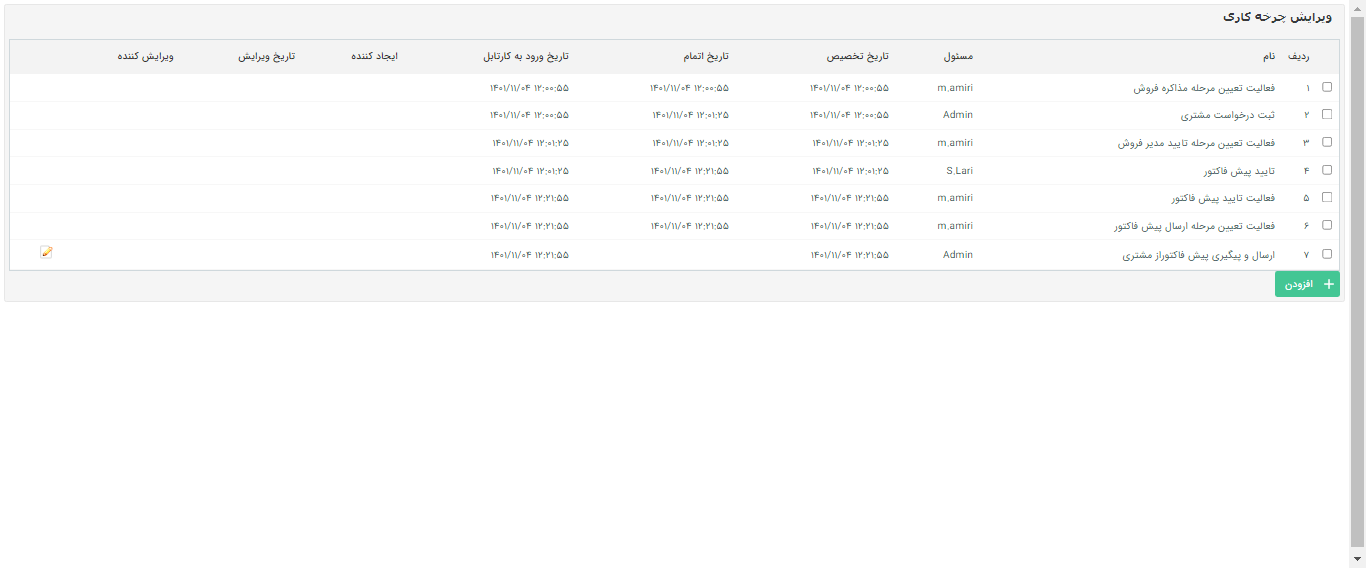 ویرایش چرخه کاری
ردیف نام مسئول تاریخ تخصیص تاریخ اتمام تاریخ ورود به کارتابل ایجاد کننده تاریخ ویرایش ویرایش کننده
۱ فعالیت تعیین مرحله مذاکره فروش m.amiri ۱۴۰۱/۱۱/۰۴ ۱۲:۰۰:۵۵ ۱۴۰۱/۱۱/۰۴ ۱۲:۰۰:۵۵ ۱۴۰۱/۱۱/۰۴ ۱۲:۰۰:۵۵
۲ ثبت درخواست مشتری Admin ۱۴۰۱/۱۱/۰۴ ۱۲:۰۰:۵۵ ۱۴۰۱/۱۱/۰۴ ۱۲:۰۱:۲۵ ۱۴۰۱/۱۱/۰۴ ۱۲:۰۰:۵۵
۳ فعالیت تعیین مرحله تایید مدیر فروش m.amiri ۱۴۰۱/۱۱/۰۴ ۱۲:۰۱:۲۵ ۱۴۰۱/۱۱/۰۴ ۱۲:۰۱:۲۵ ۱۴۰۱/۱۱/۰۴ ۱۲:۰۱:۲۵
۴ تایید پیش فاکتور S.Lari ۱۴۰۱/۱۱/۰۴ ۱۲:۰۱:۲۵ ۱۴۰۱/۱۱/۰۴ ۱۲:۲۱:۵۵ ۱۴۰۱/۱۱/۰۴ ۱۲:۰۱:۲۵
۵ فعالیت تایید پیش فاکتور m.amiri ۱۴۰۱/۱۱/۰۴ ۱۲:۲۱:۵۵ ۱۴۰۱/۱۱/۰۴ ۱۲:۲۱:۵۵ ۱۴۰۱/۱۱/۰۴ ۱۲:۲۱:۵۵
۶ فعالیت تعیین مرحله ارسال پیش فاکتور m.amiri ۱۴۰۱/۱۱/۰۴ ۱۲:۲۱:۵۵ ۱۴۰۱/۱۱/۰۴ ۱۲:۲۱:۵۵ ۱۴۰۱/۱۱/۰۴ ۱۲:۲۱:۵۵
۷ ارسال و پیگیری پیش فاکتوراز مشتری Admin ۱۴۰۱/۱۱/۰۴ ۱۲:۲۱:۵۵ ۱۴۰۱/۱۱/۰۴ ۱۲:۲۱:۵۵
+ افزودن